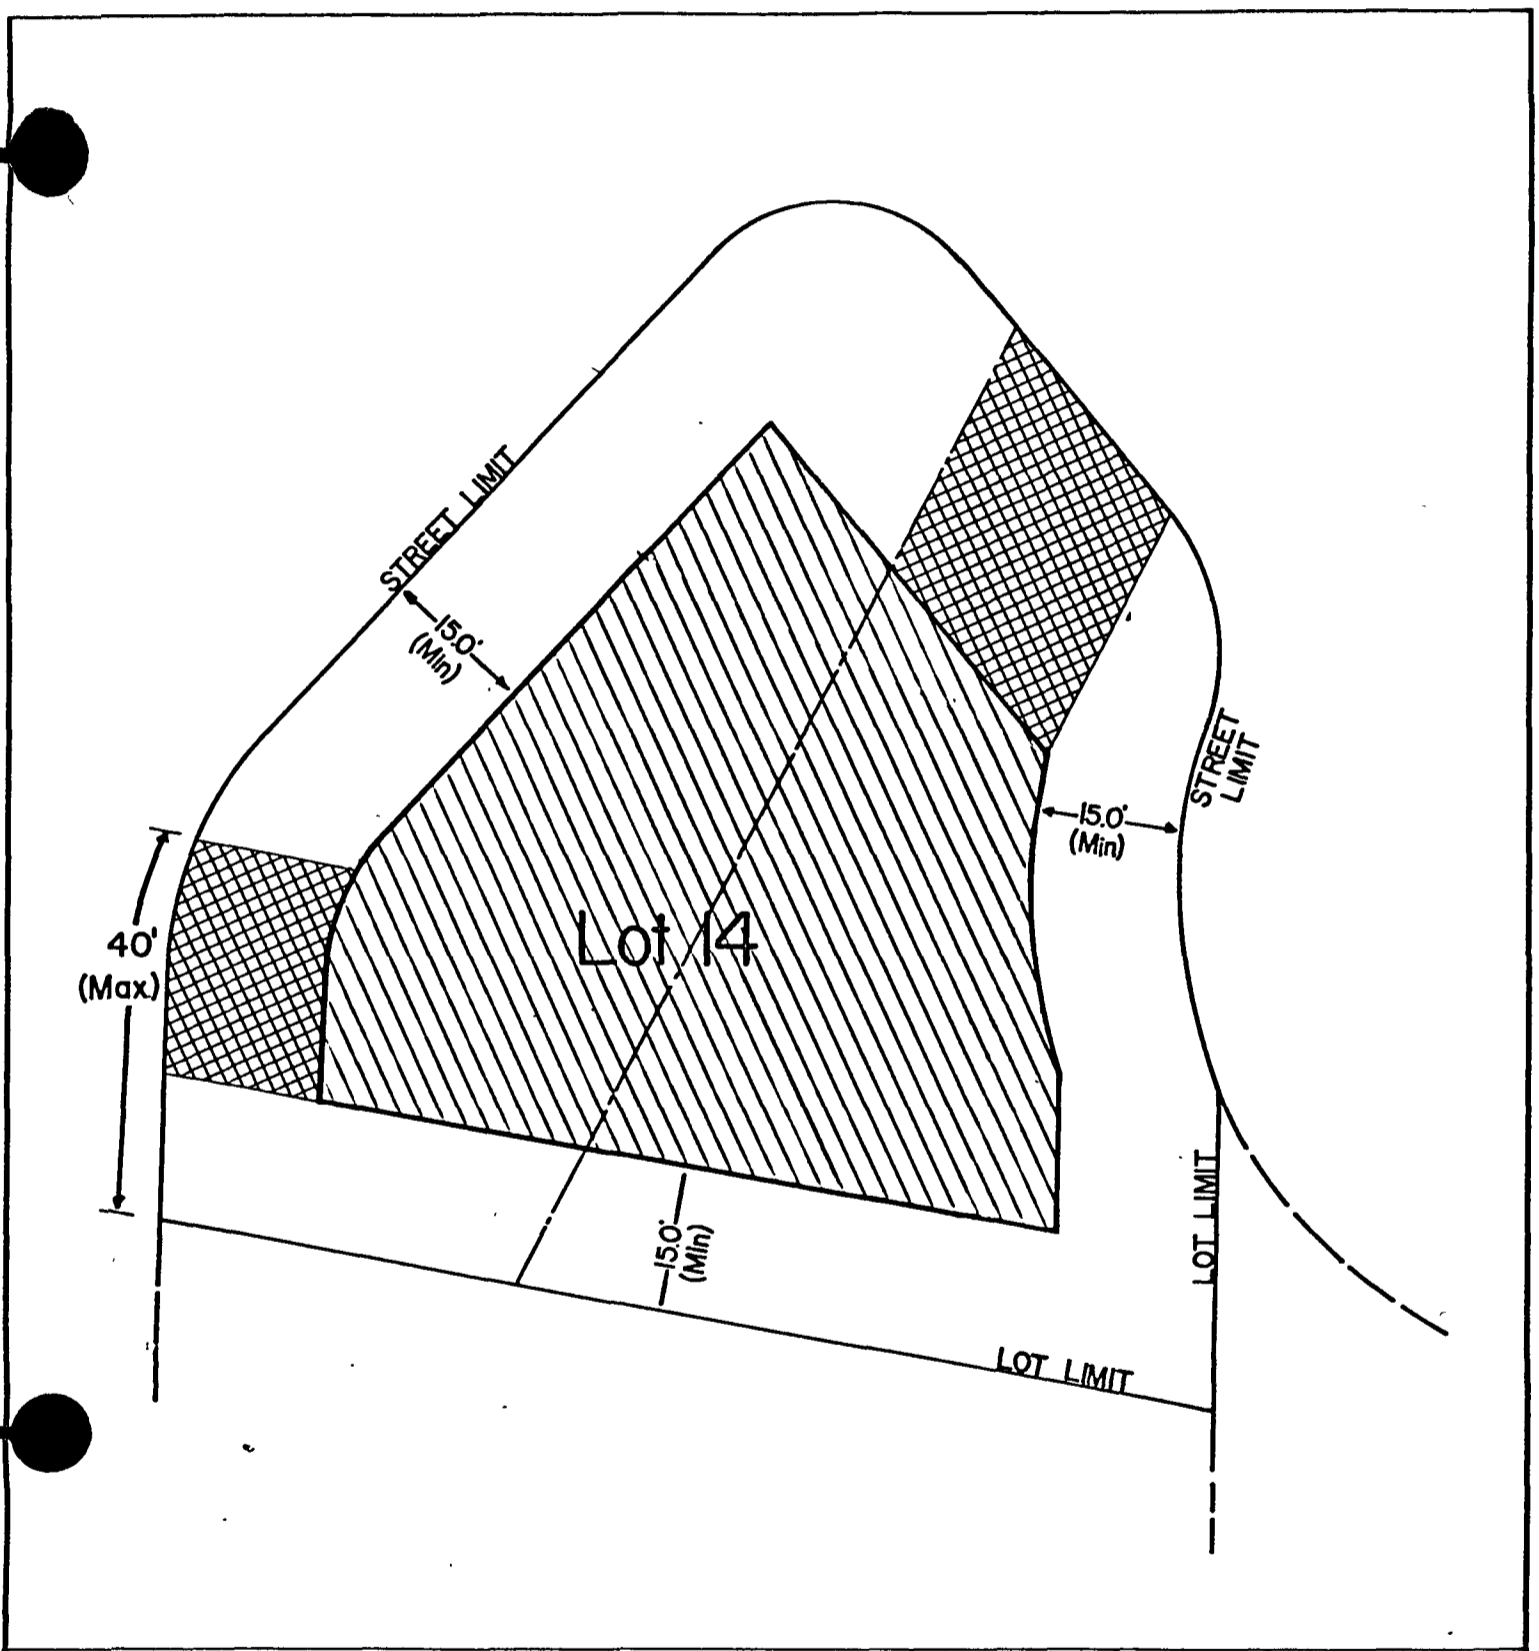 STREET LIMIT
15.0'
(Min)
STREET
LIMIT
15.0'
(Min)
40'
(Max)
Lot 14
15.0'
(Min)
LOT LIMIT
LOT LIMIT